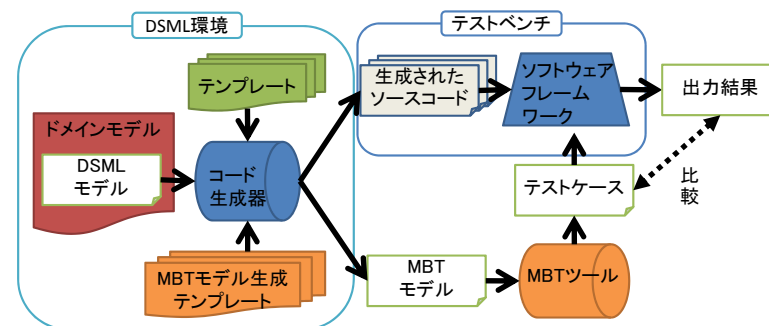 DSML環境
テストベンチ
テンプレート
生成された
ソースコード
ソフトウェア
フレーム
ワーク
出力結果
ドメインモデル
DSML
モデル
コード
生成器
比
較
テストケース
MBTモデル生成
テンプレート
MBT
モデル
MBTツール